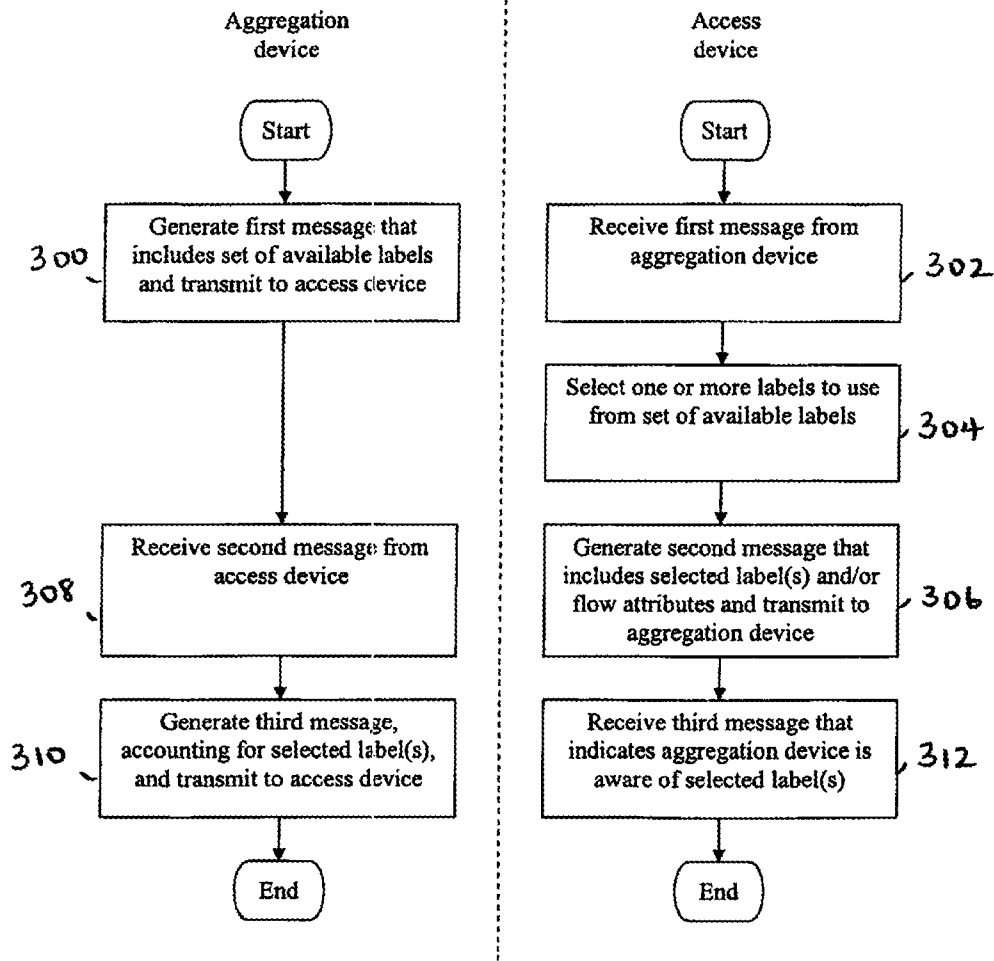 Aggregation
device
Start
Generate first message that
includes set of available labels
and transmit to access device
300
Receive second message from
access device
308
Generate third message,
accounting for selected label(s),
and transmit to access device
310
End
Access
device
Start
Receive first message from
aggregation device
302
Select one or more labels to use
from set of available labels
304
Generate second message that
includes selected label(s) and/or
flow attributes and transmit to
aggregation device
306
Receive third message that
indicates aggregation device is
aware of selected label(s)
312
End